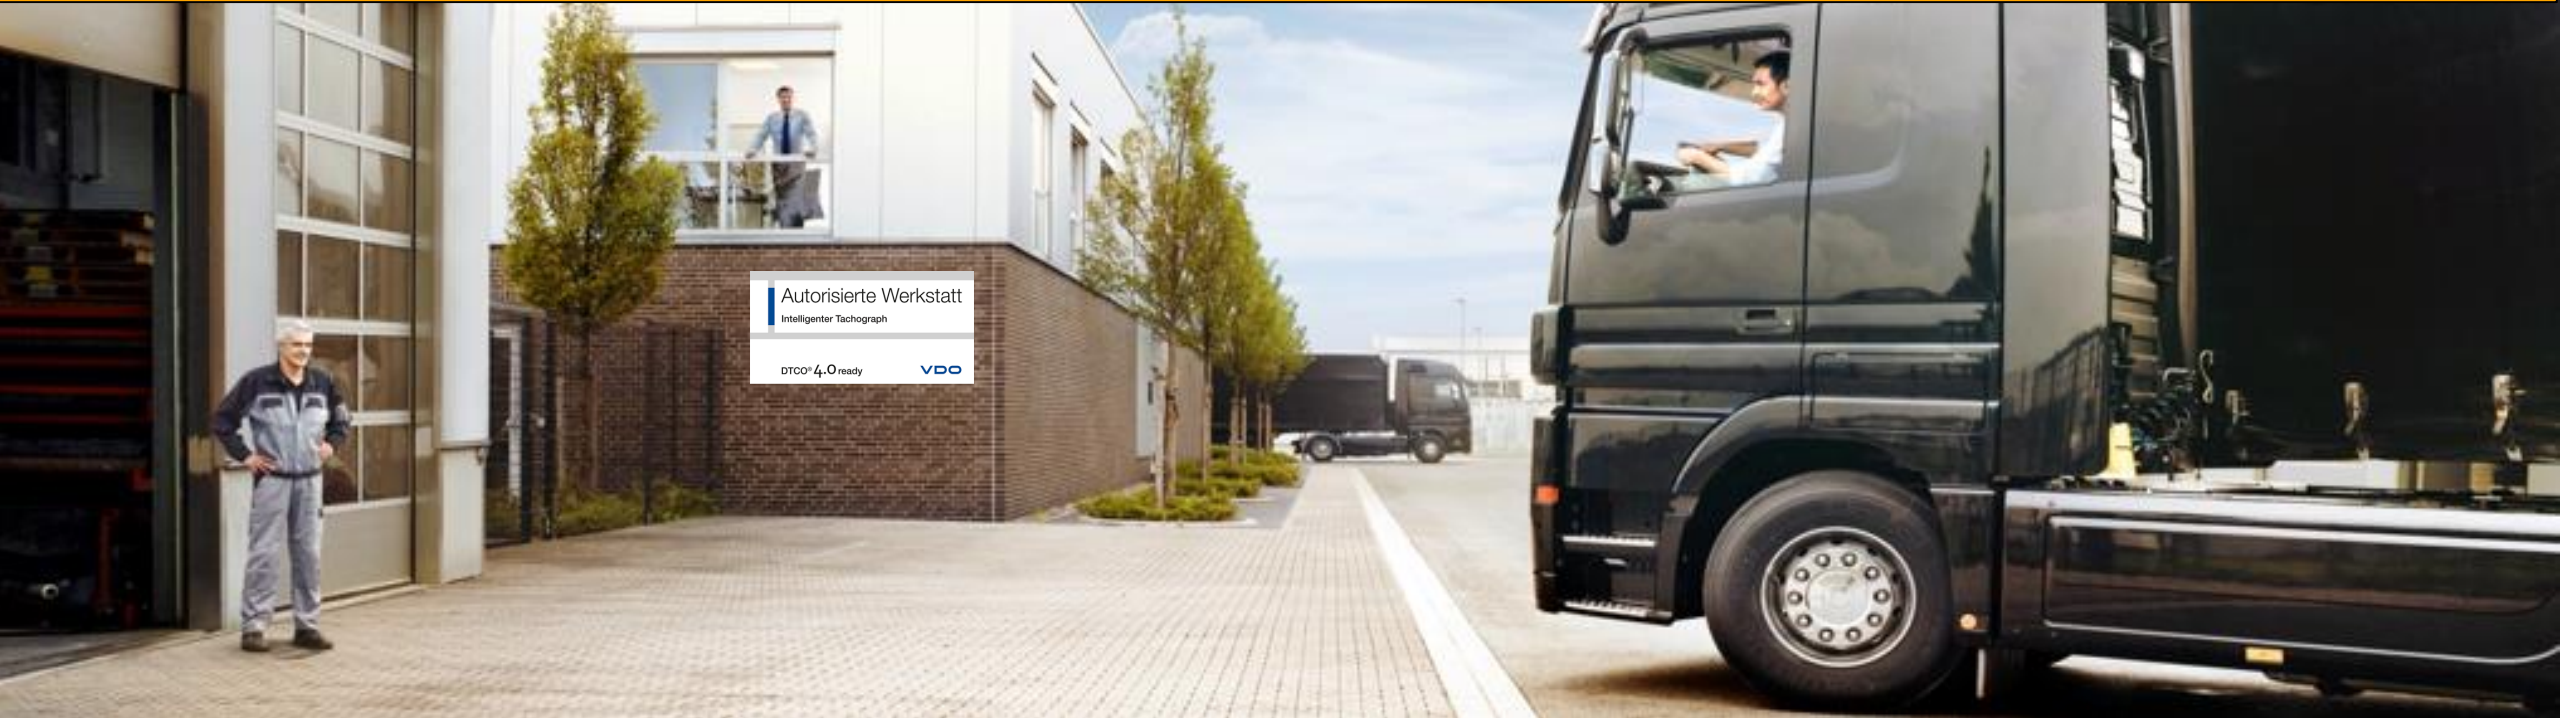 Autorisierte Werkstatt
Intelligenter Tachograph
DTCO® 4.0 ready
VDO